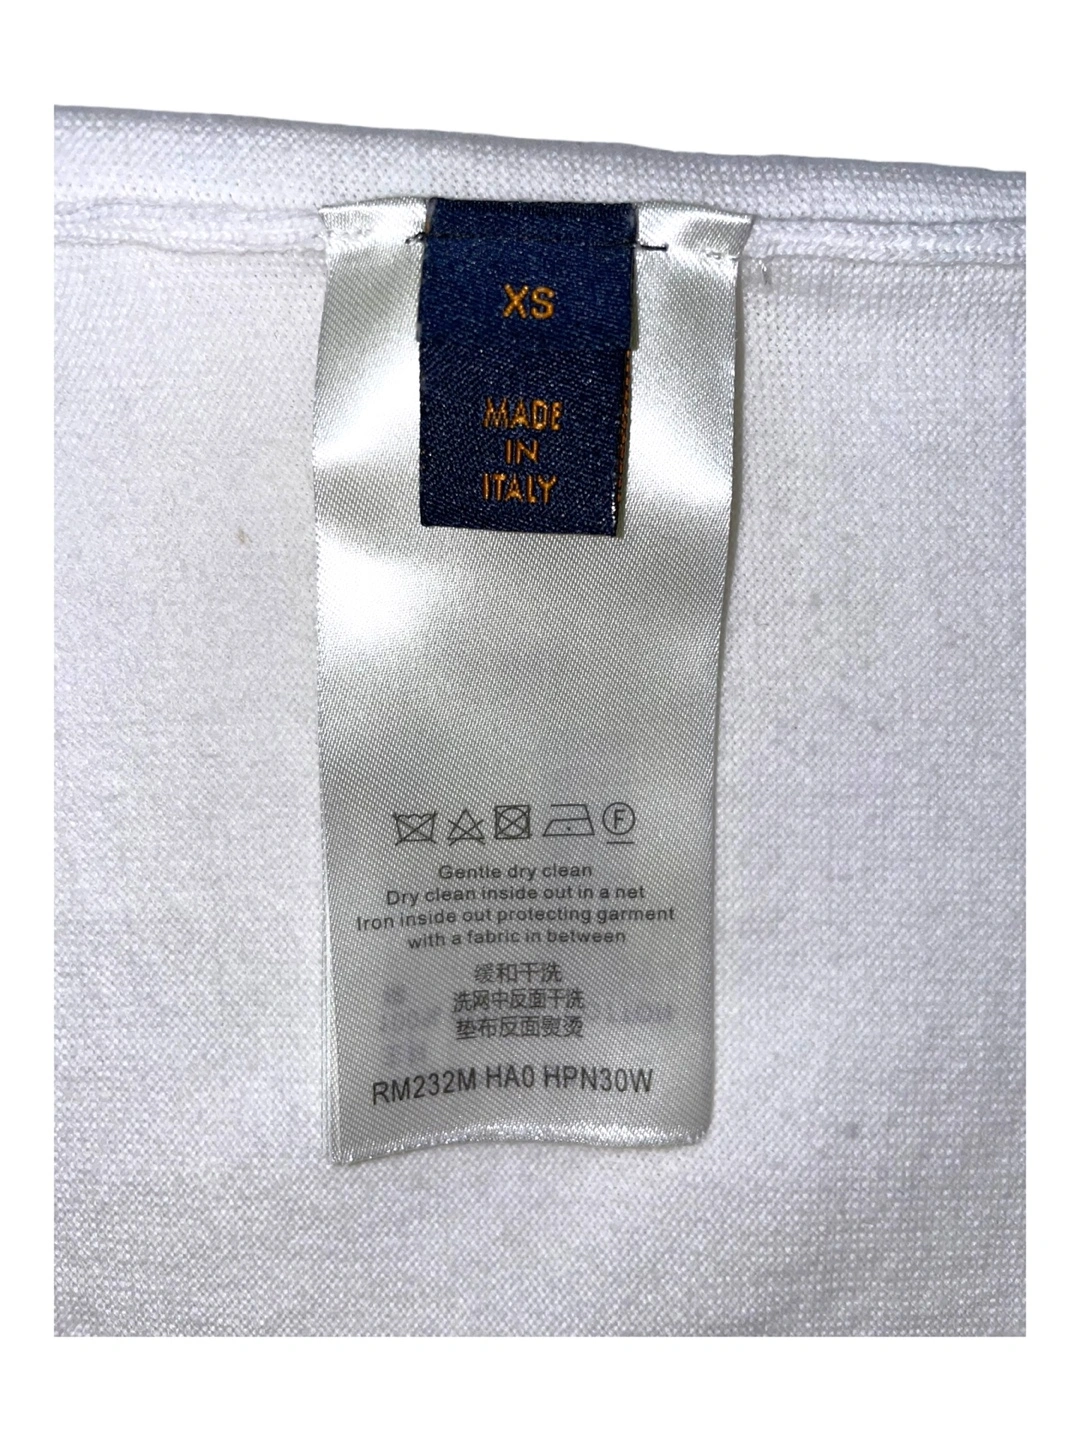 XS
MADE
IN
ITALY
F
Gentle dry clean
Dry clean inside out in a net
Iron inside out protecting garment
with a fabric in between
缓和干洗
洗网中反面干洗
垫布反面熨烫
RM232M HA0 HPN30W